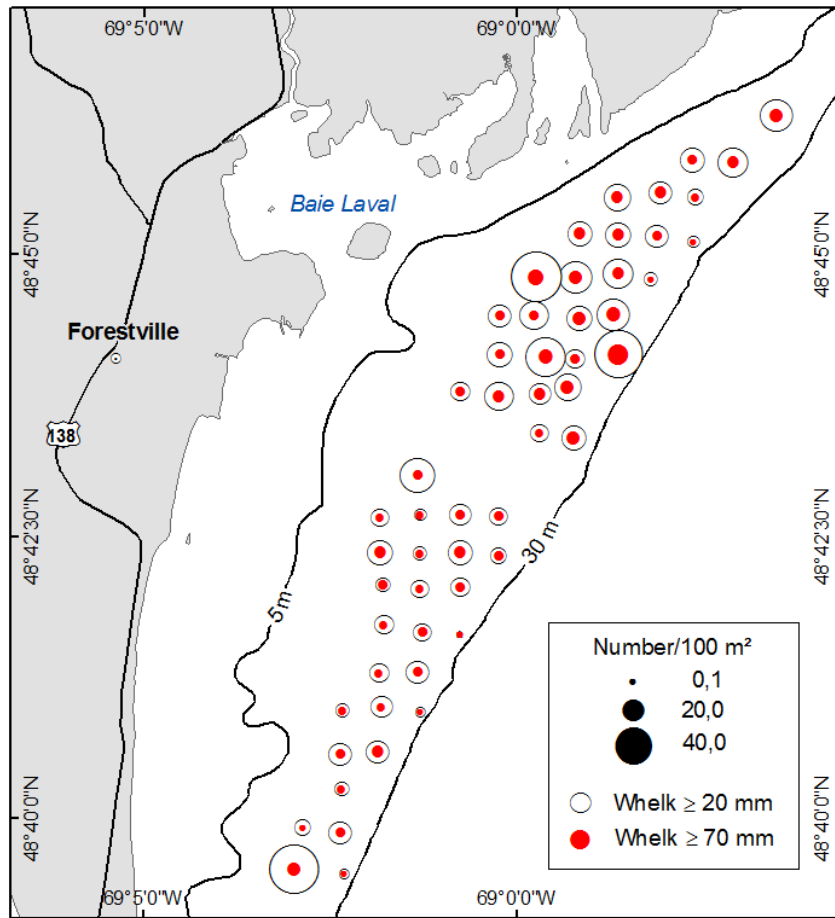 69°5'0"W
69°0'0"W
Baie Laval
48°45'0"N
48°45'0"N
Forestville
138
48°42'30"N
48°42'30"N
30 m
5 m
Number/100 m²
0,1
20,0
40,0
Whelk ≥ 20 mm
Whelk ≥ 70 mm
48°40'0"N
48°40'0"N
69°5'0"W
69°0'0"W